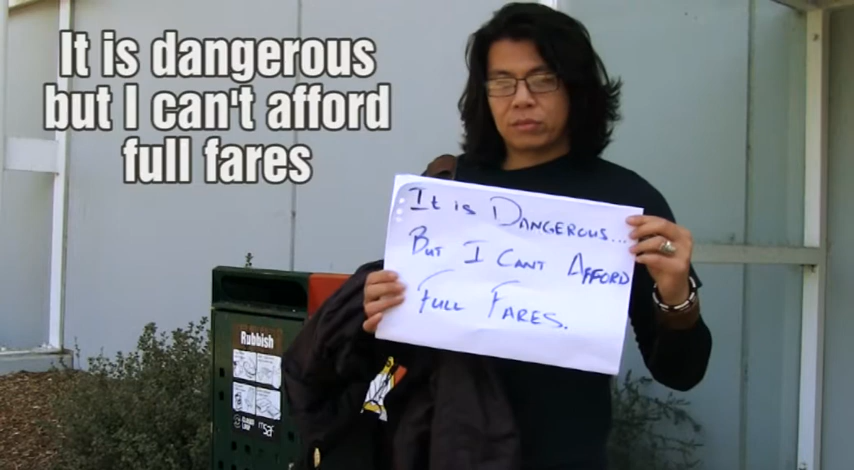 It is dangerous
but I can't afford
full fares
It is Dangerous...
But I Cant Afford
Full Fares.
Rubbish